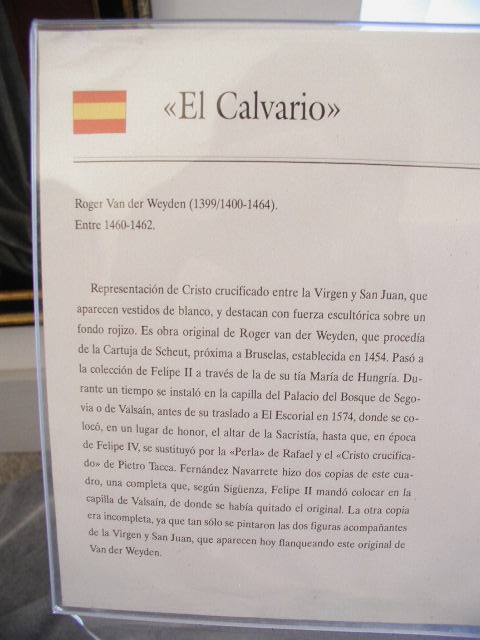 «El Calvario»
Roger Van der Weyden (1399/1400-1464).
Entre 1460-1462.
Representación de Cristo crucificado entre la Virgen y San Juan, que
aparecen vestidos de blanco, y destacan con fuerza escultórica sobre un
fondo rojizo. Es obra original de Roger van der Weyden, que procedía
de la Cartuja de Scheut, próxima a Bruselas, establecida en 1454. Pasó a
la colección de Felipe II a través de la de su tía María de Hungría. Du-
rante un tiempo se instaló en la capilla del Palacio del Bosque de Sego-
via o de Valsaín, antes de su traslado a El Escorial en 1574, donde se co-
locó, en un lugar de honor, el altar de la Sacristía, hasta que, en época
de Felipe IV, se sustituyó por la «Perla» de Rafael y el «Cristo crucifica-
do» de Pietro Tacca. Fernández Navarrete hizo dos copias de este cua-
dro, una completa que, según Sigüenza, Felipe II mandó colocar en la
capilla de Valsaín, de donde se había quitado el original. La otra copia
era incompleta, ya que tan sólo se pintaron las dos figuras acompañantes
de la Virgen y San Juan, que aparecen hoy flanqueando este original de
Van der Weyden.